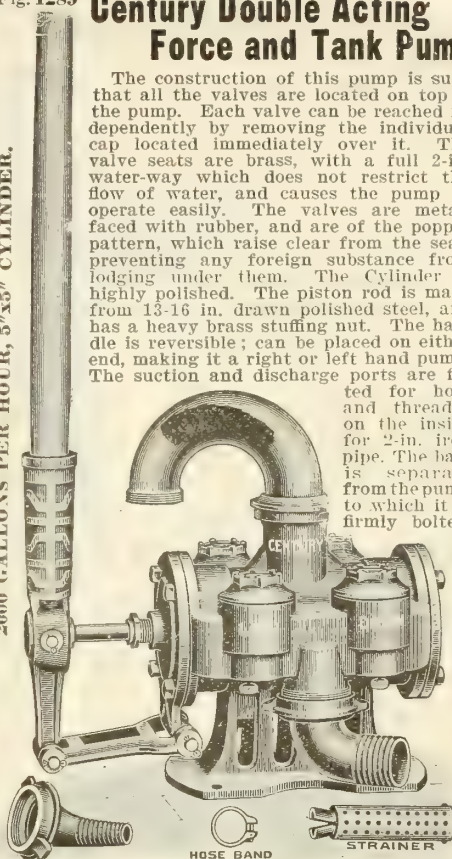 Fig. 1285
Century Double Acting
Force and Tank Pum
The construction of this pump is su
that all the valves are located on top
the pump. Each valve can be reached
dependently by removing the individu
cap located immediately over it. T
valve seats are brass, with a full 2-i
water-way which does not restrict t
flow of water, and causes the pump
operate easily. The valves are meta
faced with rubber, and are of the popp
pattern, which raise clear from the sea
preventing any foreign substance fro
lodging under them. The Cylinder
highly polished. The piston rod is ma
from 13-16 in. drawn polished steel, a
has a heavy brass stuffing nut. The ha
dle is reversible; can be placed on eith
end, making it a right or left hand pum
The suction and discharge ports are f
ted for ho
and thread
on the insi
for 2-in. ir
pipe. The ba
is separa
from the pum
to which it
firmly bolte
2000 GALLONS PER HOUR, 5"x5" CYLINDER.
CENTURY
HOSE BAND
STRAINER